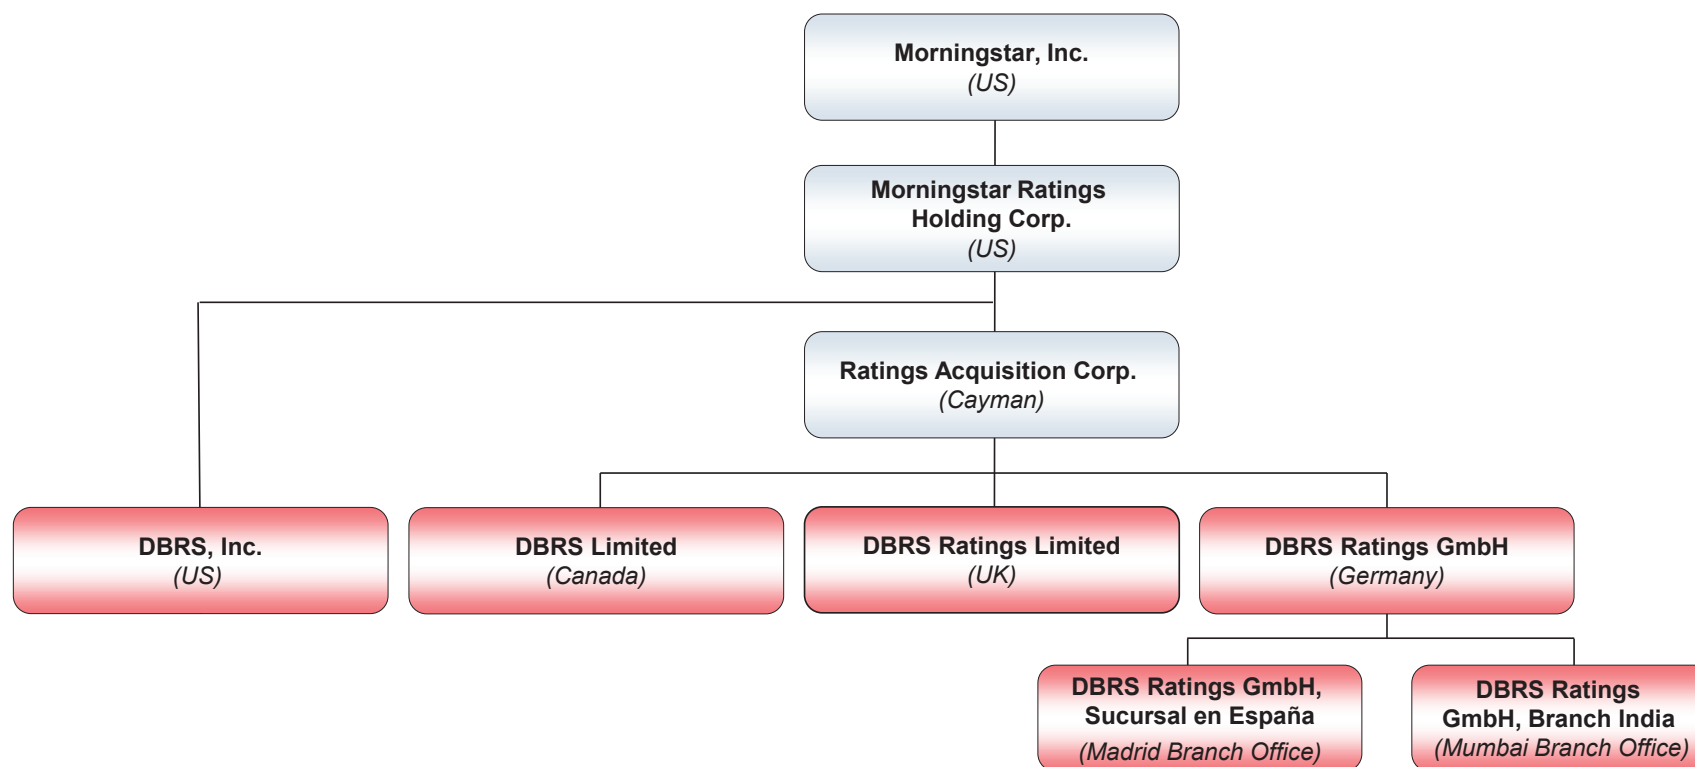 Morningstar, Inc.
(US)
Morningstar Ratings
Holding Corp.
(US)
Ratings Acquisition Corp.
(Cayman)
DBRS, Inc.
(US)
DBRS Limited
(Canada)
DBRS Ratings Limited
(UK)
DBRS Ratings GmbH
(Germany)
DBRS Ratings GmbH,
Sucursal en España
(Madrid Branch Office)
DBRS Ratings
GmbH, Branch India
(Mumbai Branch Office)